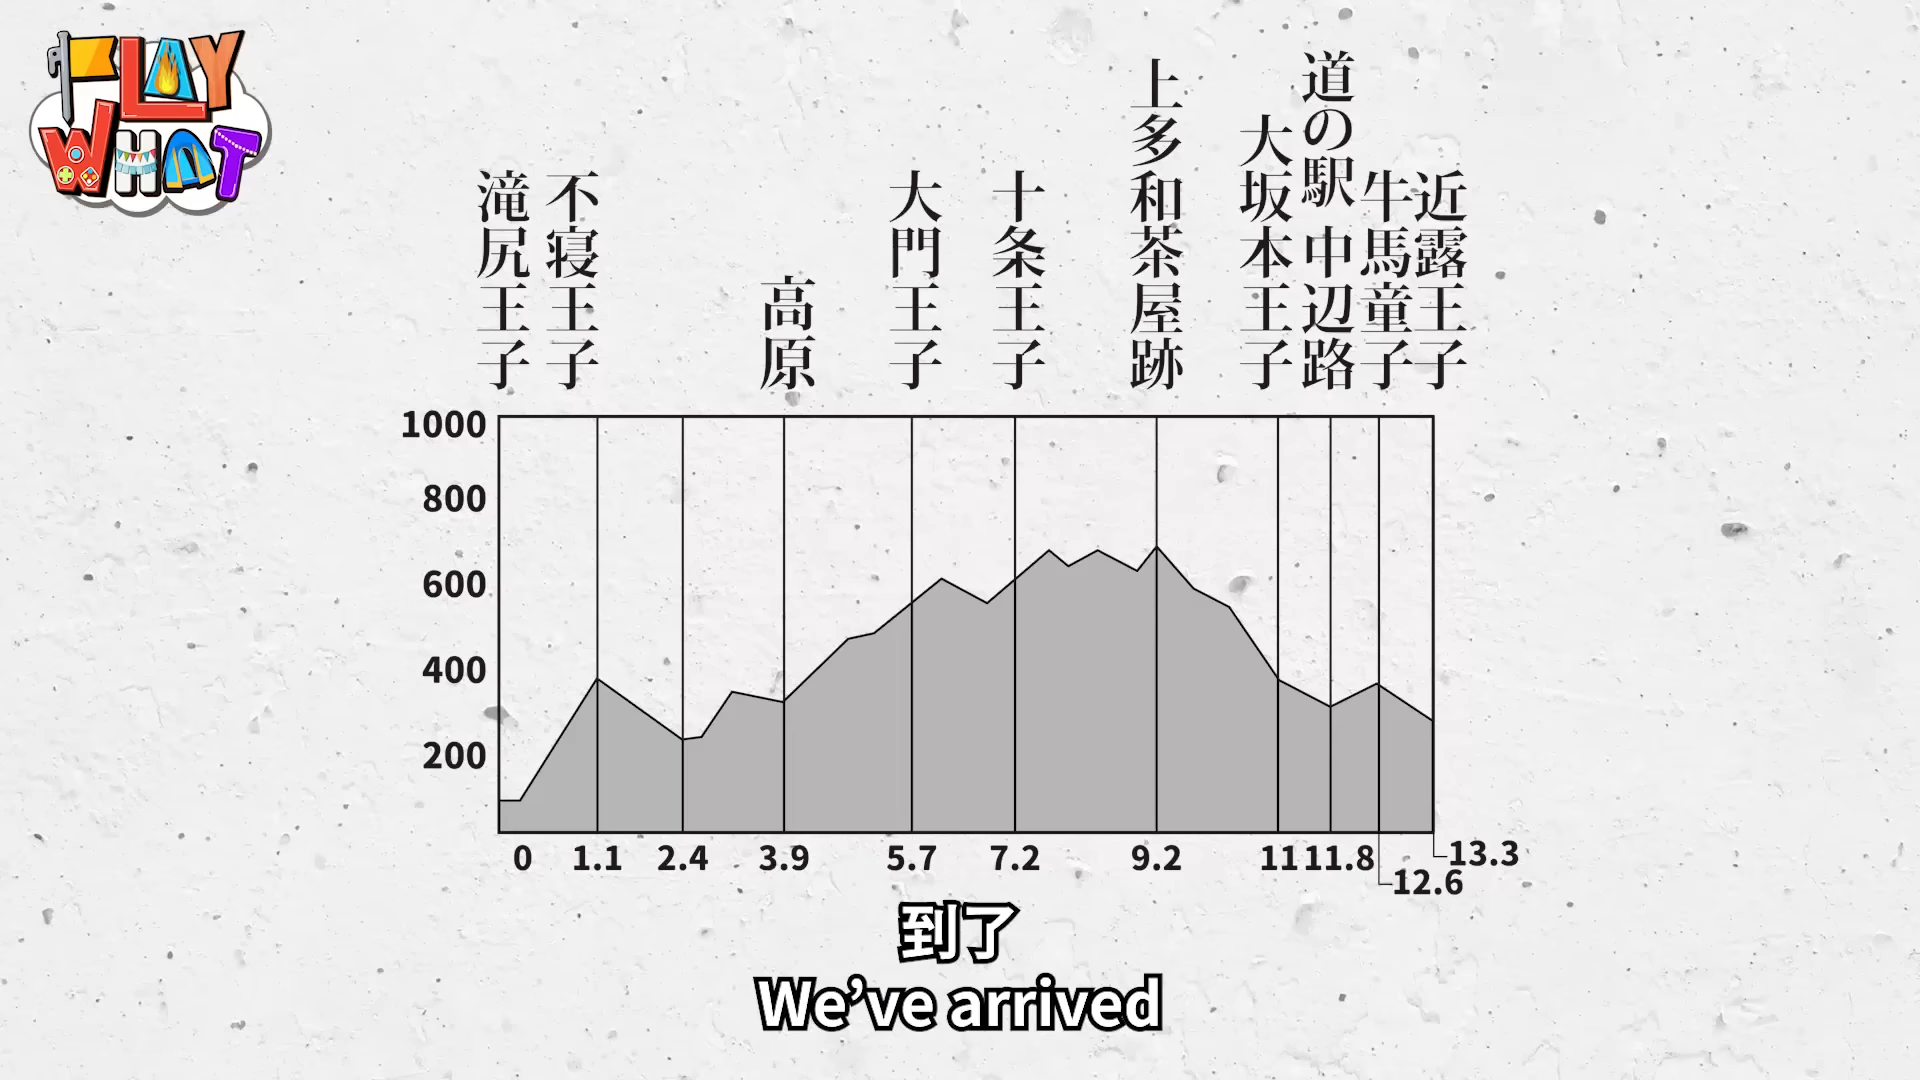 PLAY
WHAT
滝尻王子
不寝王子
高原
大門王子
十条王子
上多和茶屋跡
大坂本王子
道の駅 中辺路
牛馬童子
近露王子
1000
800
600
400
200
0 1.1 2.4 3.9 5.7 7.2 9.2 11 11.8 12.6 13.3
到了
We’ve arrived